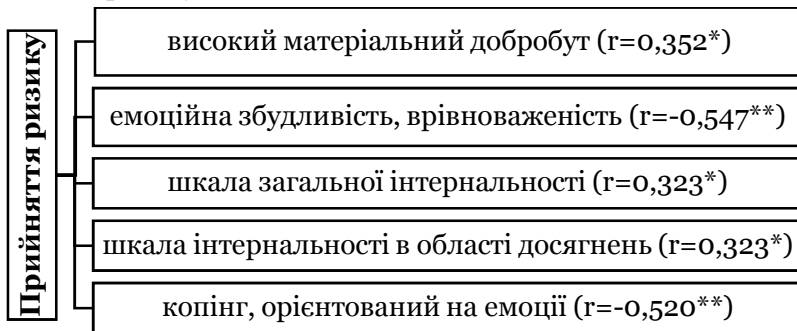 Прийняття ризику
високий матеріальний добробут (r=0,352*)
емоційна збудливість, врівноваженість (r=-0,547**)
шкала загальної інтернальності (r=0,323*)
шкала інтернальності в області досягнень (r=0,323*)
копінг, орієнтований на емоції (r=-0,520**)